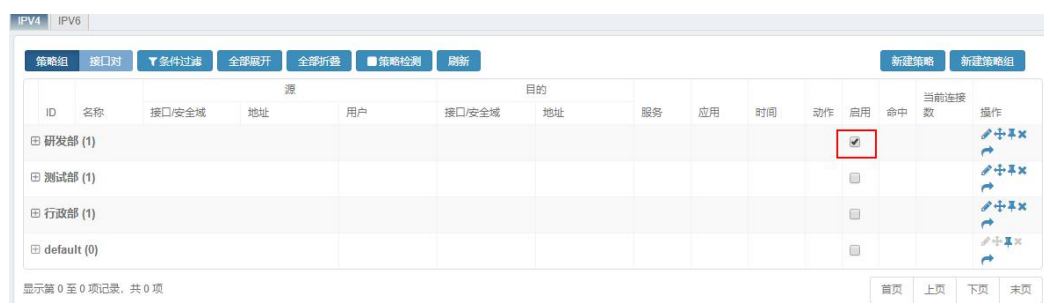 IPV4 IPV6
策略组 接口对 条件过滤 全部展开 全部折叠 策略检测 刷新 新建策略 新建策略组
源 目的
ID 名称 接口/安全域 地址 用户 接口/安全域 地址 服务 应用 时间 动作 启用 命中 当前连接数 操作
研发部 (1)
测试部 (1)
行政部 (1)
default (0)
显示第 0 至 0 项记录，共 0 项 首页 上页 下页 末页